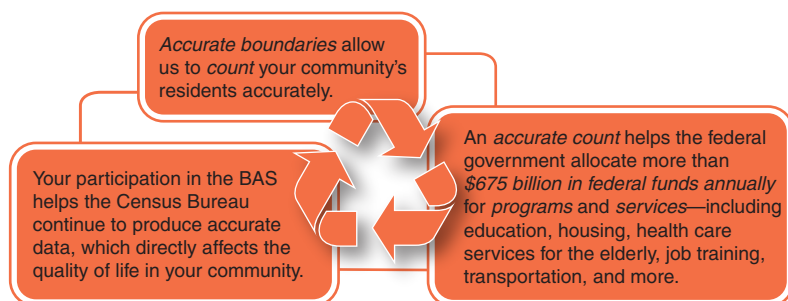 Accurate boundaries allow
us to count your community’s
residents accurately.
An accurate count helps the federal
government allocate more than
$675 billion in federal funds annually
for programs and services—including
education, housing, health care
services for the elderly, job training,
transportation, and more.
Your participation in the BAS
helps the Census Bureau
continue to produce accurate
data, which directly affects the
quality of life in your community.